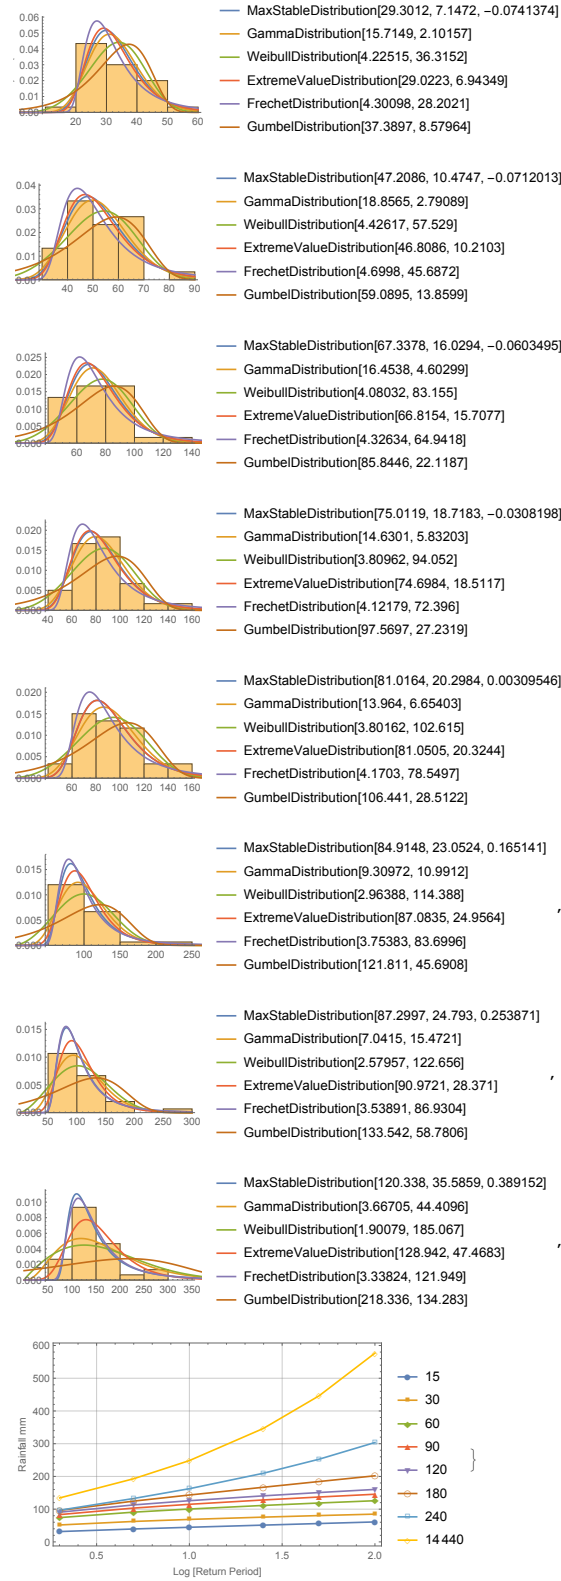 0.06
0.05
0.04
0.03
0.02
0.01
0.00
20 30 40 50 60
MaxStableDistribution[29.3012, 7.1472, −0.0741374]
GammaDistribution[15.7149, 2.10157]
WeibullDistribution[4.22515, 36.3152]
ExtremeValueDistribution[29.0223, 6.94349]
FrechetDistribution[4.30098, 28.2021]
GumbelDistribution[37.3897, 8.57964]
0.04
0.03
0.02
0.01
0.00
40 50 60 70 80 90
MaxStableDistribution[47.2086, 10.4747, −0.0712013]
GammaDistribution[18.8565, 2.79089]
WeibullDistribution[4.42617, 57.529]
ExtremeValueDistribution[46.8086, 10.2103]
FrechetDistribution[4.6998, 45.6872]
GumbelDistribution[59.0895, 13.8599]
0.025
0.020
0.015
0.010
0.005
0.000
40 60 80 100 120 140
MaxStableDistribution[67.3378, 16.0294, −0.0603495]
GammaDistribution[16.4538, 4.60299]
WeibullDistribution[4.08032, 83.155]
ExtremeValueDistribution[66.8154, 15.7077]
FrechetDistribution[4.32634, 64.9418]
GumbelDistribution[85.8446, 22.1187]
0.020
0.015
0.010
0.005
0.000
40 60 80 100 120 140 160
MaxStableDistribution[75.0119, 18.7183, −0.0308198]
GammaDistribution[14.6301, 5.83203]
WeibullDistribution[3.80962, 94.052]
ExtremeValueDistribution[74.6984, 18.5117]
FrechetDistribution[4.12179, 72.396]
GumbelDistribution[97.5697, 27.2319]
0.020
0.015
0.010
0.005
0.000
60 80 100 120 140 160
MaxStableDistribution[81.0164, 20.2984, 0.00309546]
GammaDistribution[13.964, 6.65403]
WeibullDistribution[3.80162, 102.615]
ExtremeValueDistribution[81.0505, 20.3244]
FrechetDistribution[4.1703, 78.5497]
GumbelDistribution[106.441, 28.5122]
0.015
0.010
0.005
0.000
100 150 200 250
MaxStableDistribution[84.9148, 23.0524, 0.165141]
GammaDistribution[9.30972, 10.9912]
WeibullDistribution[2.96388, 114.388]
ExtremeValueDistribution[87.0835, 24.9564] ,
FrechetDistribution[3.75383, 83.6996]
GumbelDistribution[121.811, 45.6908]
0.015
0.010
0.005
0.000
50 100 150 200 250 300
MaxStableDistribution[87.2997, 24.793, 0.253871]
GammaDistribution[7.0415, 15.4721]
WeibullDistribution[2.57957, 122.656]
ExtremeValueDistribution[90.9721, 28.371] ,
FrechetDistribution[3.53891, 86.9304]
GumbelDistribution[133.542, 58.7806]
0.010
0.008
0.006
0.004
0.002
0.000
50 100 150 200 250 300 350
MaxStableDistribution[120.338, 35.5859, 0.389152]
GammaDistribution[3.66705, 44.4096]
WeibullDistribution[1.90079, 185.067]
ExtremeValueDistribution[128.942, 47.4683] ,
FrechetDistribution[3.33824, 121.949]
GumbelDistribution[218.336, 134.283]
600
500
400
300
200
100
0
Rainfall mm
0.5 1.0 1.5 2.0
Log [Return Period]
15
30
60
90
120 }
180
240
14 440